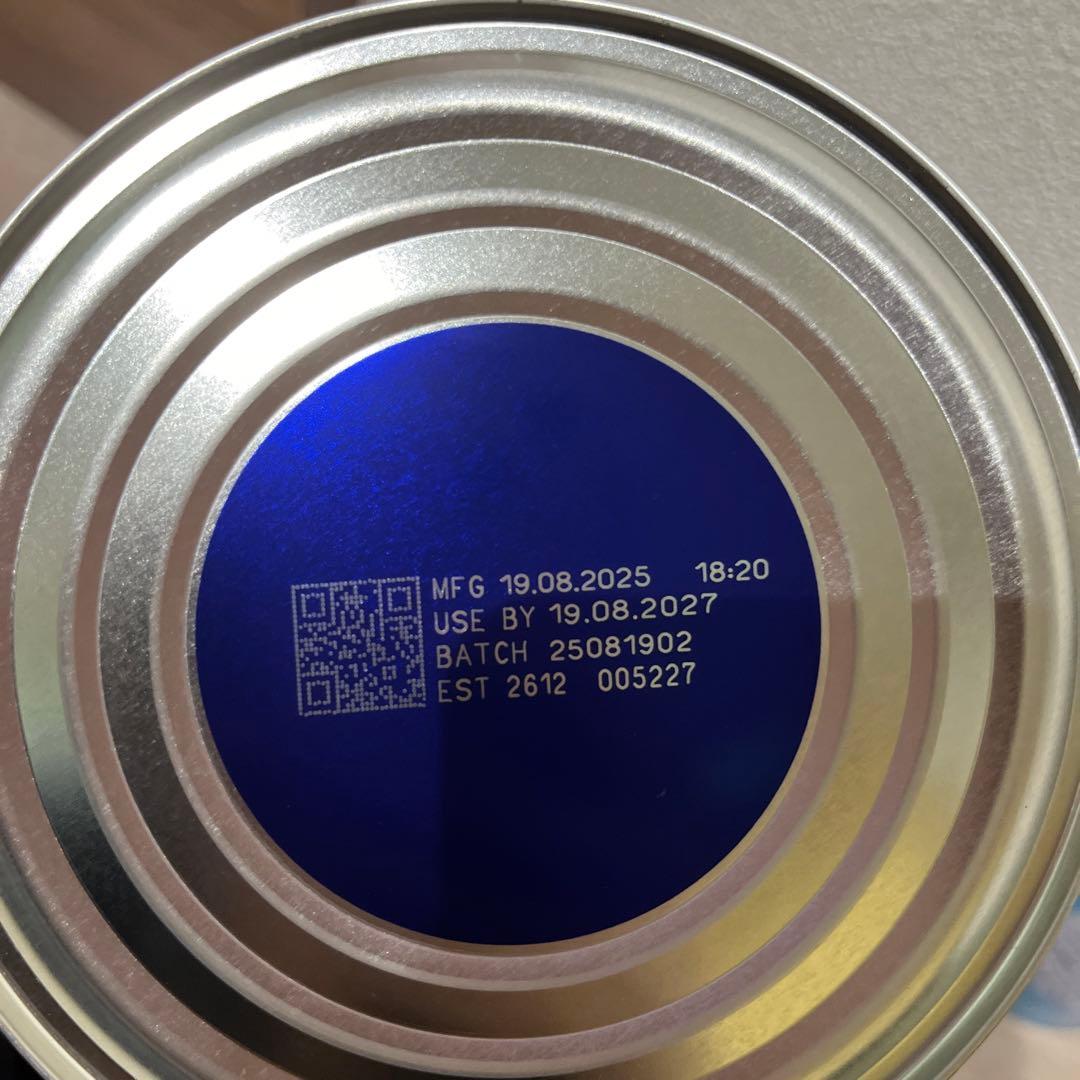 MFG 19.08.2025 18:20
USE BY 19.08.2027
BATCH 25081902
EST 2612 005227